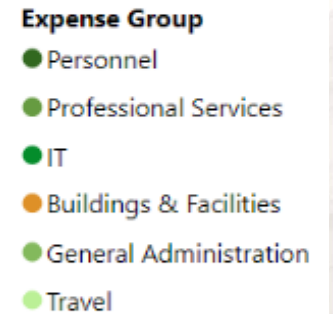 Expense Group
Personnel
Professional Services
IT
Buildings & Facilities
General Administration
Travel